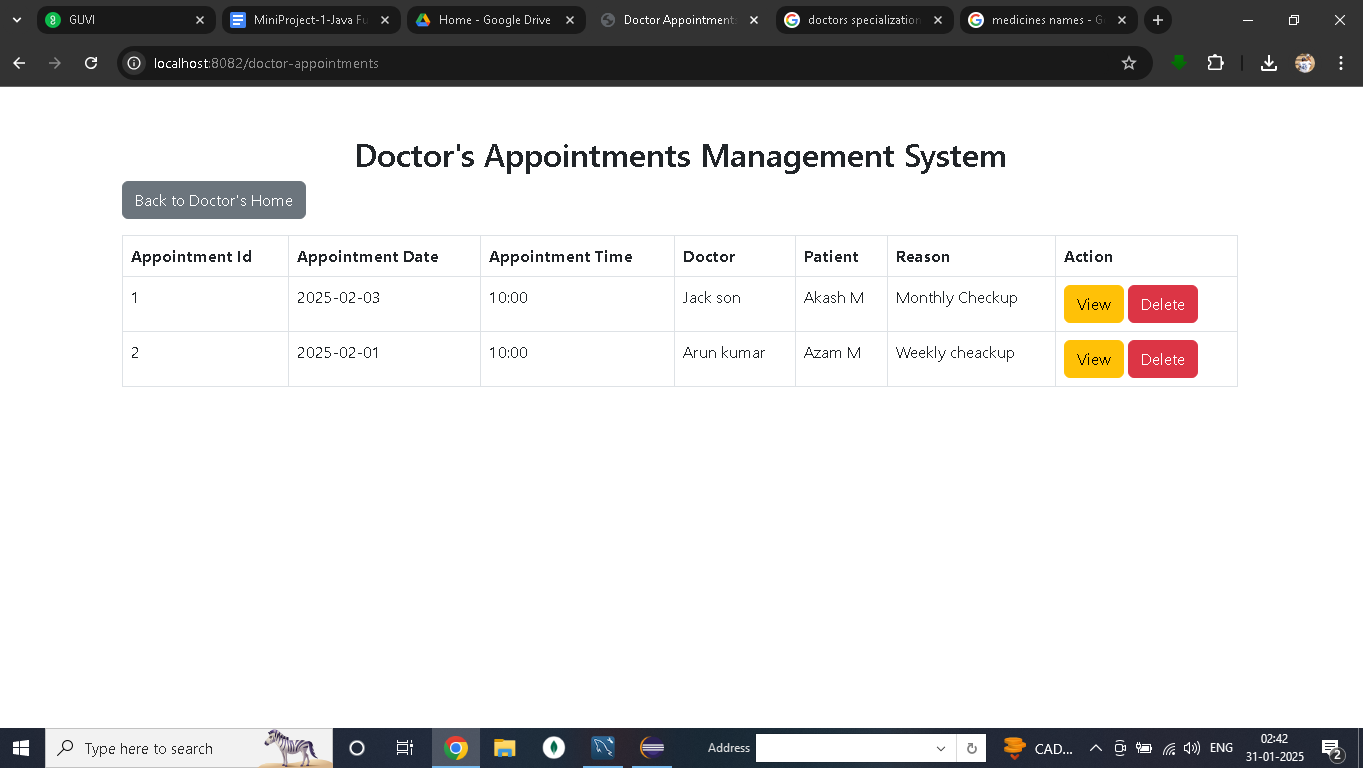 GUVI
MiniProject-1-Java Fu
Home - Google Drive
Doctor Appointments
doctors specialization
medicines names - G
localhost:8082/doctor-appointments
Doctor's Appointments Management System
Back to Doctor's Home
Appointment Id Appointment Date Appointment Time Doctor Patient Reason Action
1 2025-02-03 10:00 Jack son Akash M Monthly Checkup View Delete
2 2025-02-01 10:00 Arun kumar Azam M Weekly cheackup View Delete
Type here to search
Address
CAD...
ENG
02:42
31-01-2025
2